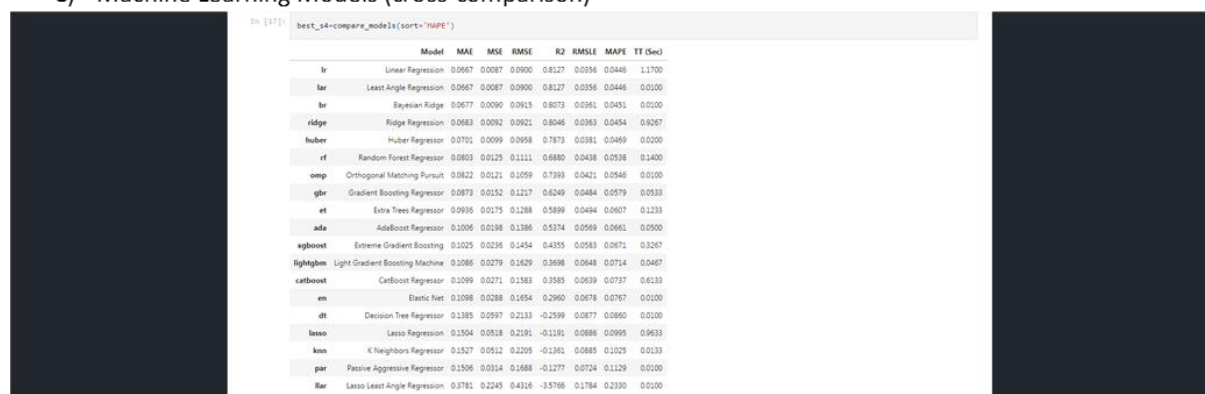 c) Machine Learning Models (cross comparison)
In [17]: best_s4=compare_models(sort='MAPE')
Model MAE MSE RMSE R2 RMSLE MAPE TT (Sec)
lr Linear Regression 0.0667 0.0087 0.0900 0.8127 0.0356 0.0446 1.1700
lar Least Angle Regression 0.0667 0.0087 0.0900 0.8127 0.0356 0.0446 0.0100
br Bayesian Ridge 0.0677 0.0090 0.0915 0.8073 0.0361 0.0451 0.0100
ridge Ridge Regression 0.0683 0.0092 0.0921 0.8046 0.0363 0.0454 0.9267
huber Huber Regressor 0.0701 0.0099 0.0958 0.7873 0.0381 0.0469 0.0200
rf Random Forest Regressor 0.0803 0.0125 0.1111 0.6880 0.0438 0.0538 0.1400
omp Orthogonal Matching Pursuit 0.0822 0.0121 0.1059 0.7393 0.0421 0.0546 0.0100
gbr Gradient Boosting Regressor 0.0873 0.0152 0.1217 0.6249 0.0484 0.0579 0.0533
et Extra Trees Regressor 0.0936 0.0175 0.1288 0.5899 0.0494 0.0607 0.1233
ada AdaBoost Regressor 0.1006 0.0198 0.1386 0.5374 0.0569 0.0661 0.0500
xgboost Extreme Gradient Boosting 0.1025 0.0236 0.1454 0.4355 0.0583 0.0671 0.3267
lightgbm Light Gradient Boosting Machine 0.1086 0.0279 0.1629 0.3698 0.0648 0.0714 0.0467
catboost CatBoost Regressor 0.1099 0.0271 0.1583 0.3585 0.0639 0.0737 0.6133
en Elastic Net 0.1098 0.0288 0.1654 0.2960 0.0678 0.0767 0.0100
dt Decision Tree Regressor 0.1385 0.0597 0.2133 -0.2599 0.0877 0.0860 0.0100
lasso Lasso Regression 0.1504 0.0518 0.2191 -0.1191 0.0886 0.0995 0.9633
knn K Neighbors Regressor 0.1527 0.0512 0.2205 -0.1361 0.0885 0.1025 0.0133
par Passive Aggressive Regressor 0.1506 0.0314 0.1688 -0.1277 0.0724 0.1129 0.0100
llar Lasso Least Angle Regression 0.3781 0.2245 0.4316 -3.5766 0.1784 0.2330 0.0100